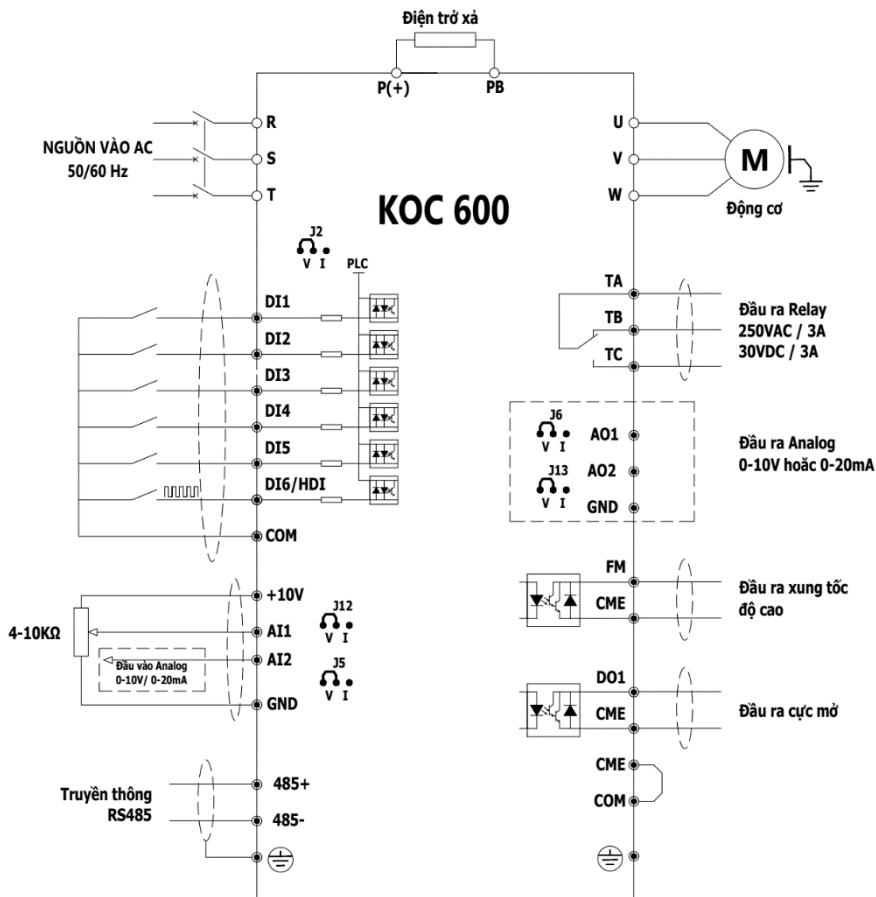 Điện trở xả
P(+)
PB
NGUỒN VÀO AC
50/60 Hz
R
S
T
U
V
W
M
Động cơ
KOC 600
J2
V I
PLC
DI1
DI2
DI3
DI4
DI5
DI6/HDI
COM
TA
TB
TC
Đầu ra Relay
250VAC / 3A
30VDC / 3A
J6
V I
AO1
J13
V I
AO2
GND
Đầu ra Analog
0-10V hoăc 0-20mA
+10V
4-10KΩ
AI1
J12
V I
AI2
J5
V I
Đầu vào Analog
0-10V/ 0-20mA
GND
FM
CME
Đầu ra xung tốc
độ cao
DO1
CME
Đầu ra cực mở
CME
COM
Truyền thông
RS485
485+
485-